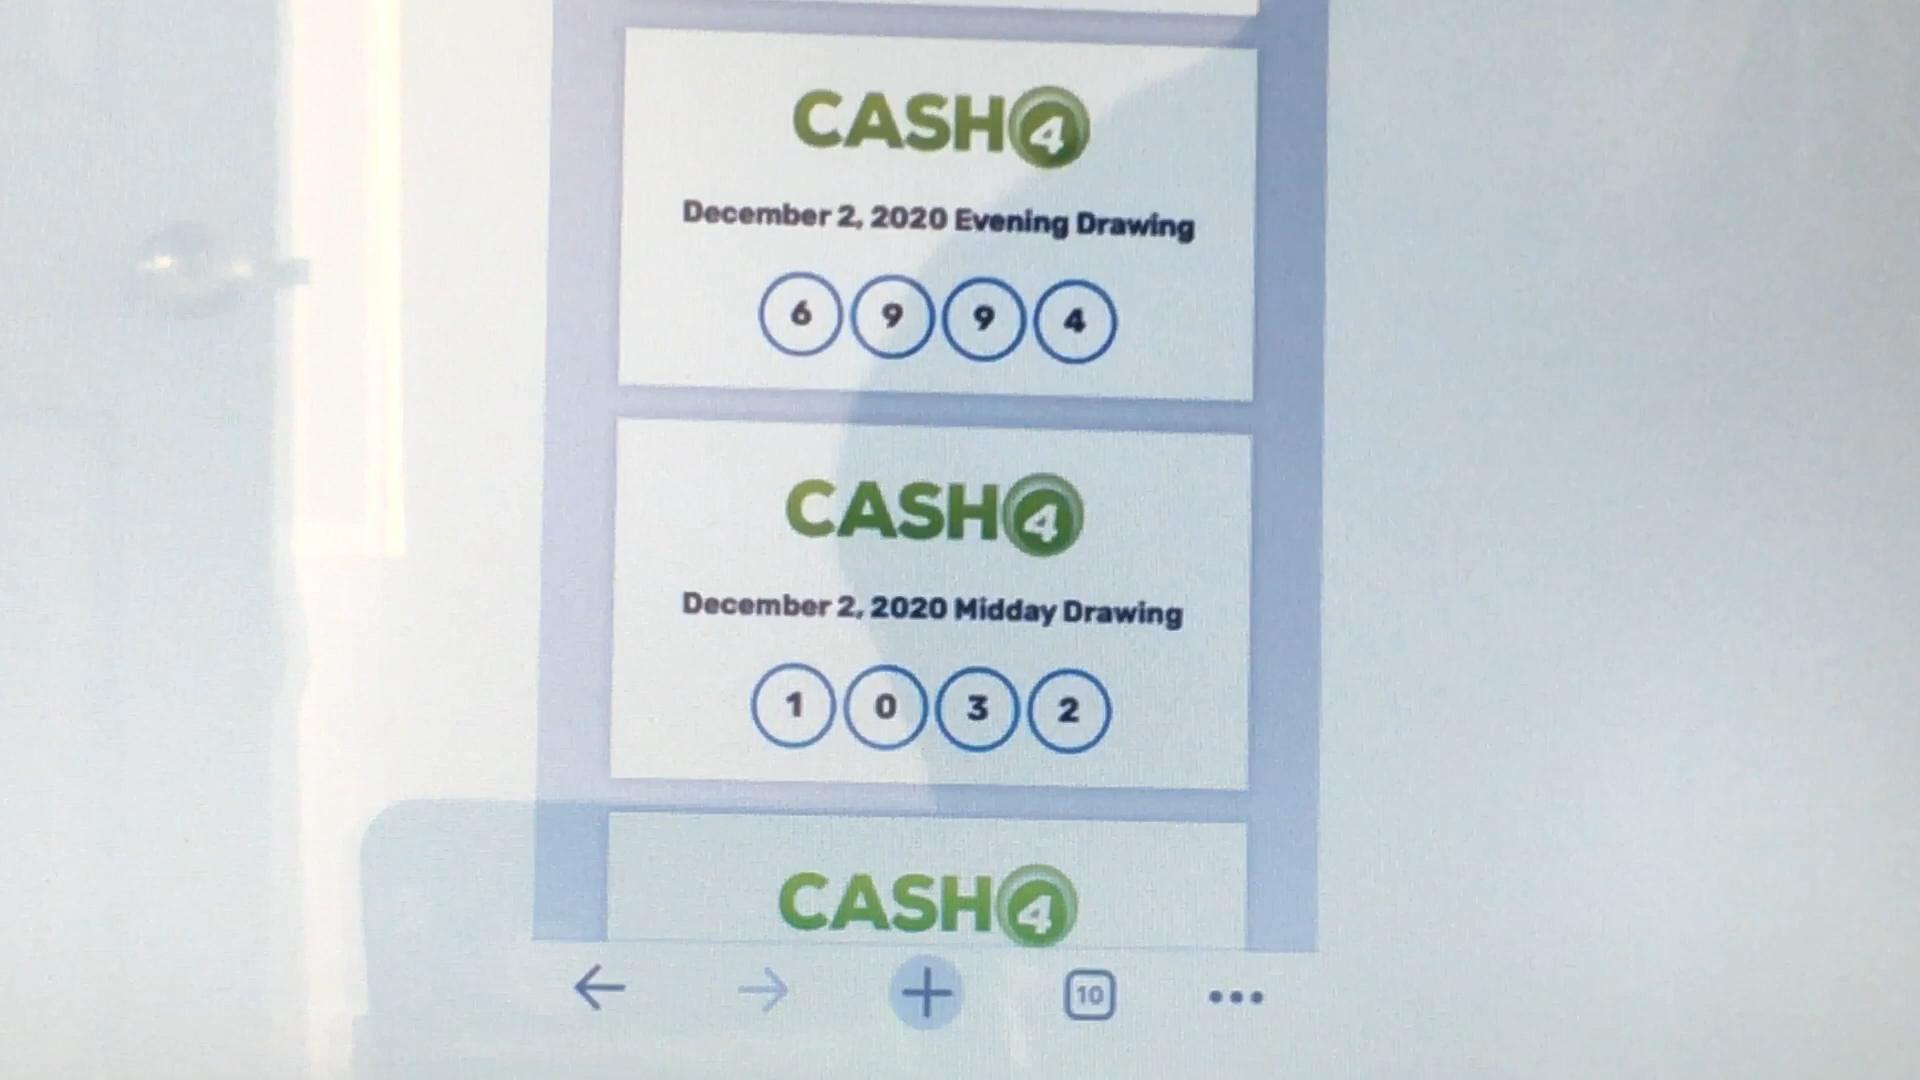 CASH4
December 2, 2020 Evening Drawing
6 9 9 4
CASH4
December 2, 2020 Midday Drawing
1 0 3 2
CASH4
10